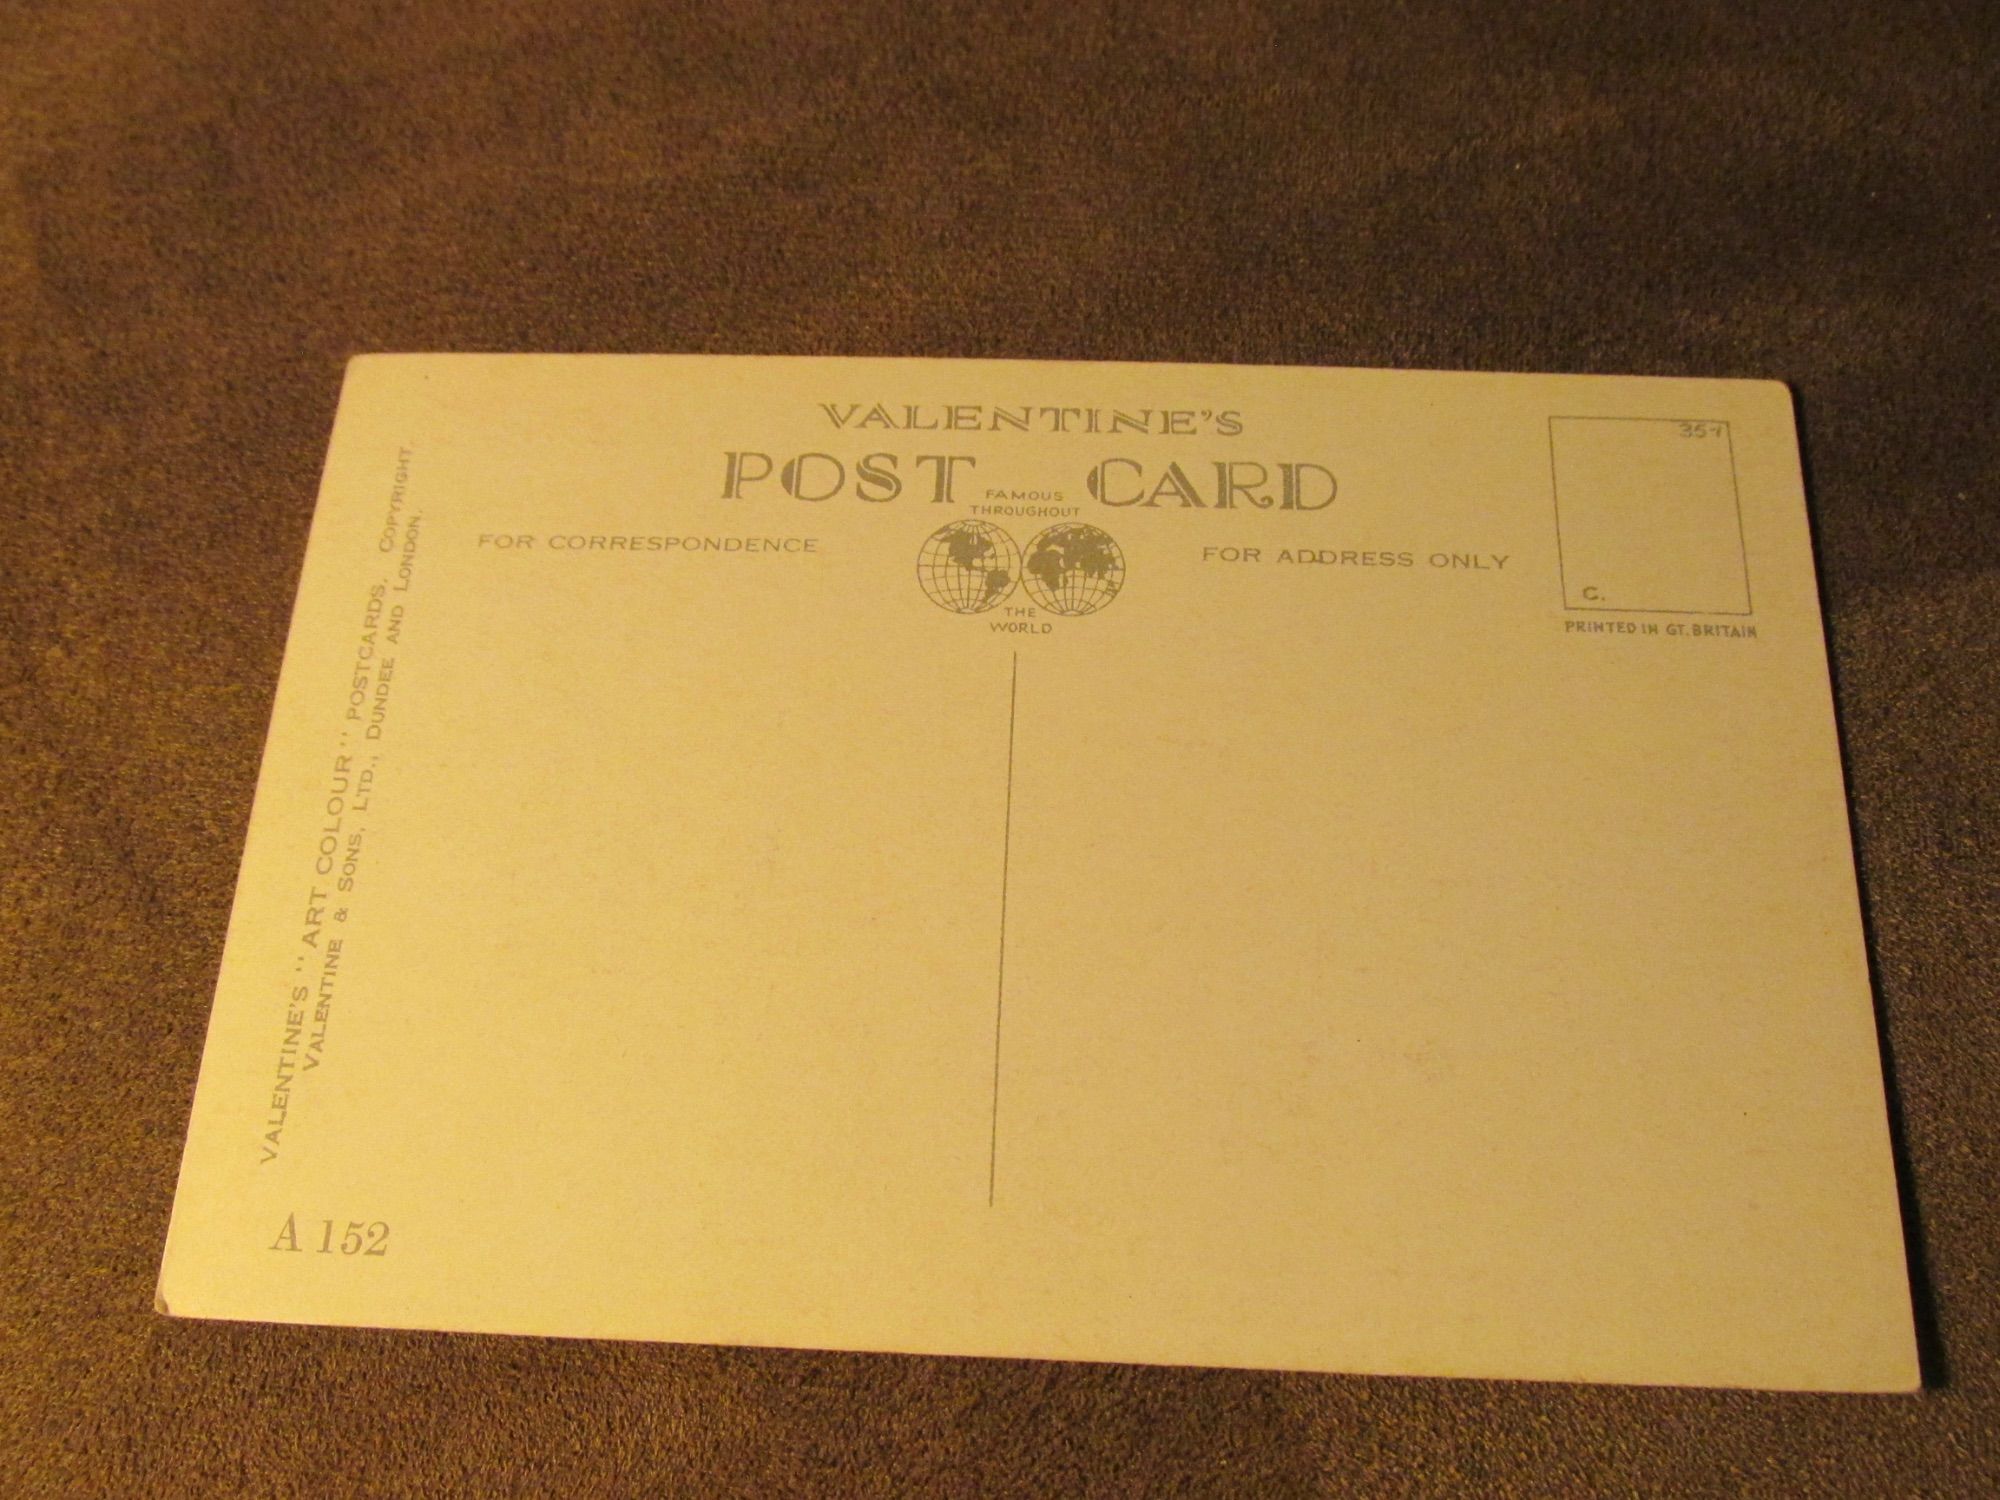 VALENTINE'S
POST CARD
FAMOUS
THROUGHOUT
THE
WORLD
FOR CORRESPONDENCE
FOR ADDRESS ONLY
C.
PRINTED IN GT. BRITAIN
VALENTINE'S "ART COLOUR" POSTCARDS. COPYRIGHT.
VALENTINE & SONS, LTD., DUNDEE AND LONDON.
A 152